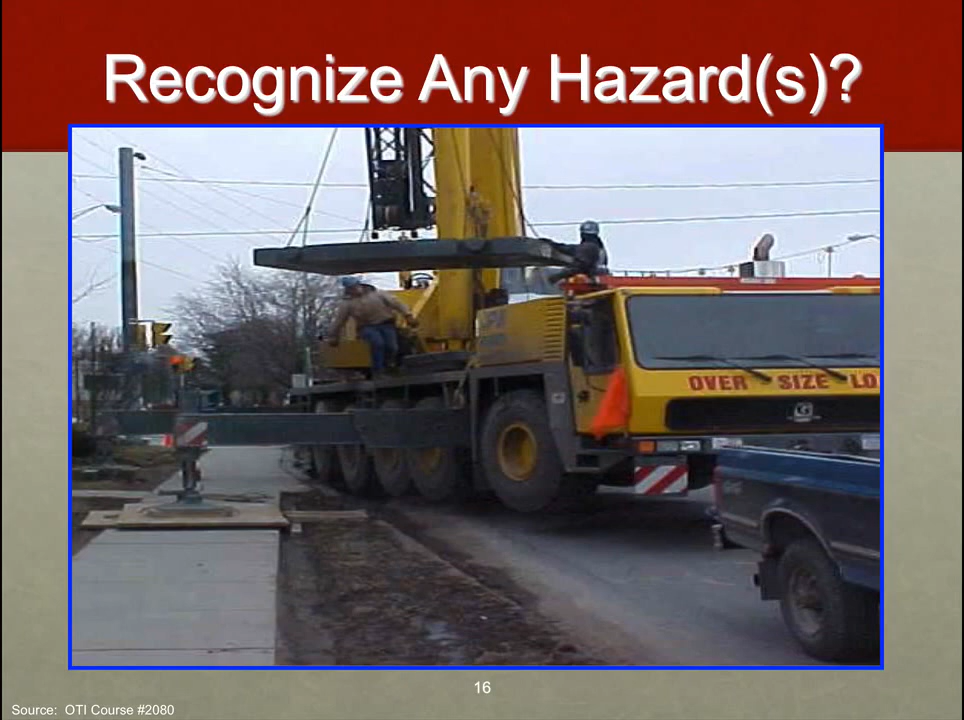 Recognize Any Hazard(s)?
OVER SIZE LO
G
16
Source: OTI Course #2080